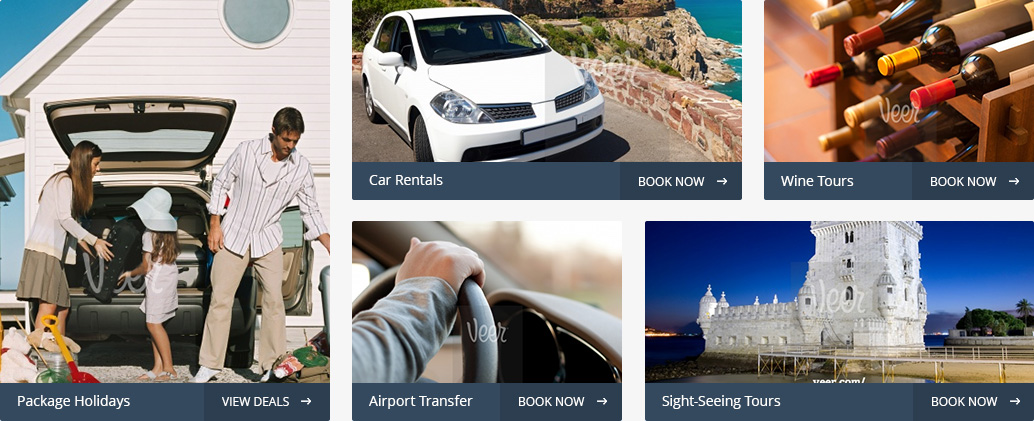 Veer
Package Holidays
VIEW DEALS →
Veer
Car Rentals
BOOK NOW →
Veer
Wine Tours
BOOK NOW →
Veer
Airport Transfer
BOOK NOW →
Veer
veer.com/
Sight-Seeing Tours
BOOK NOW →